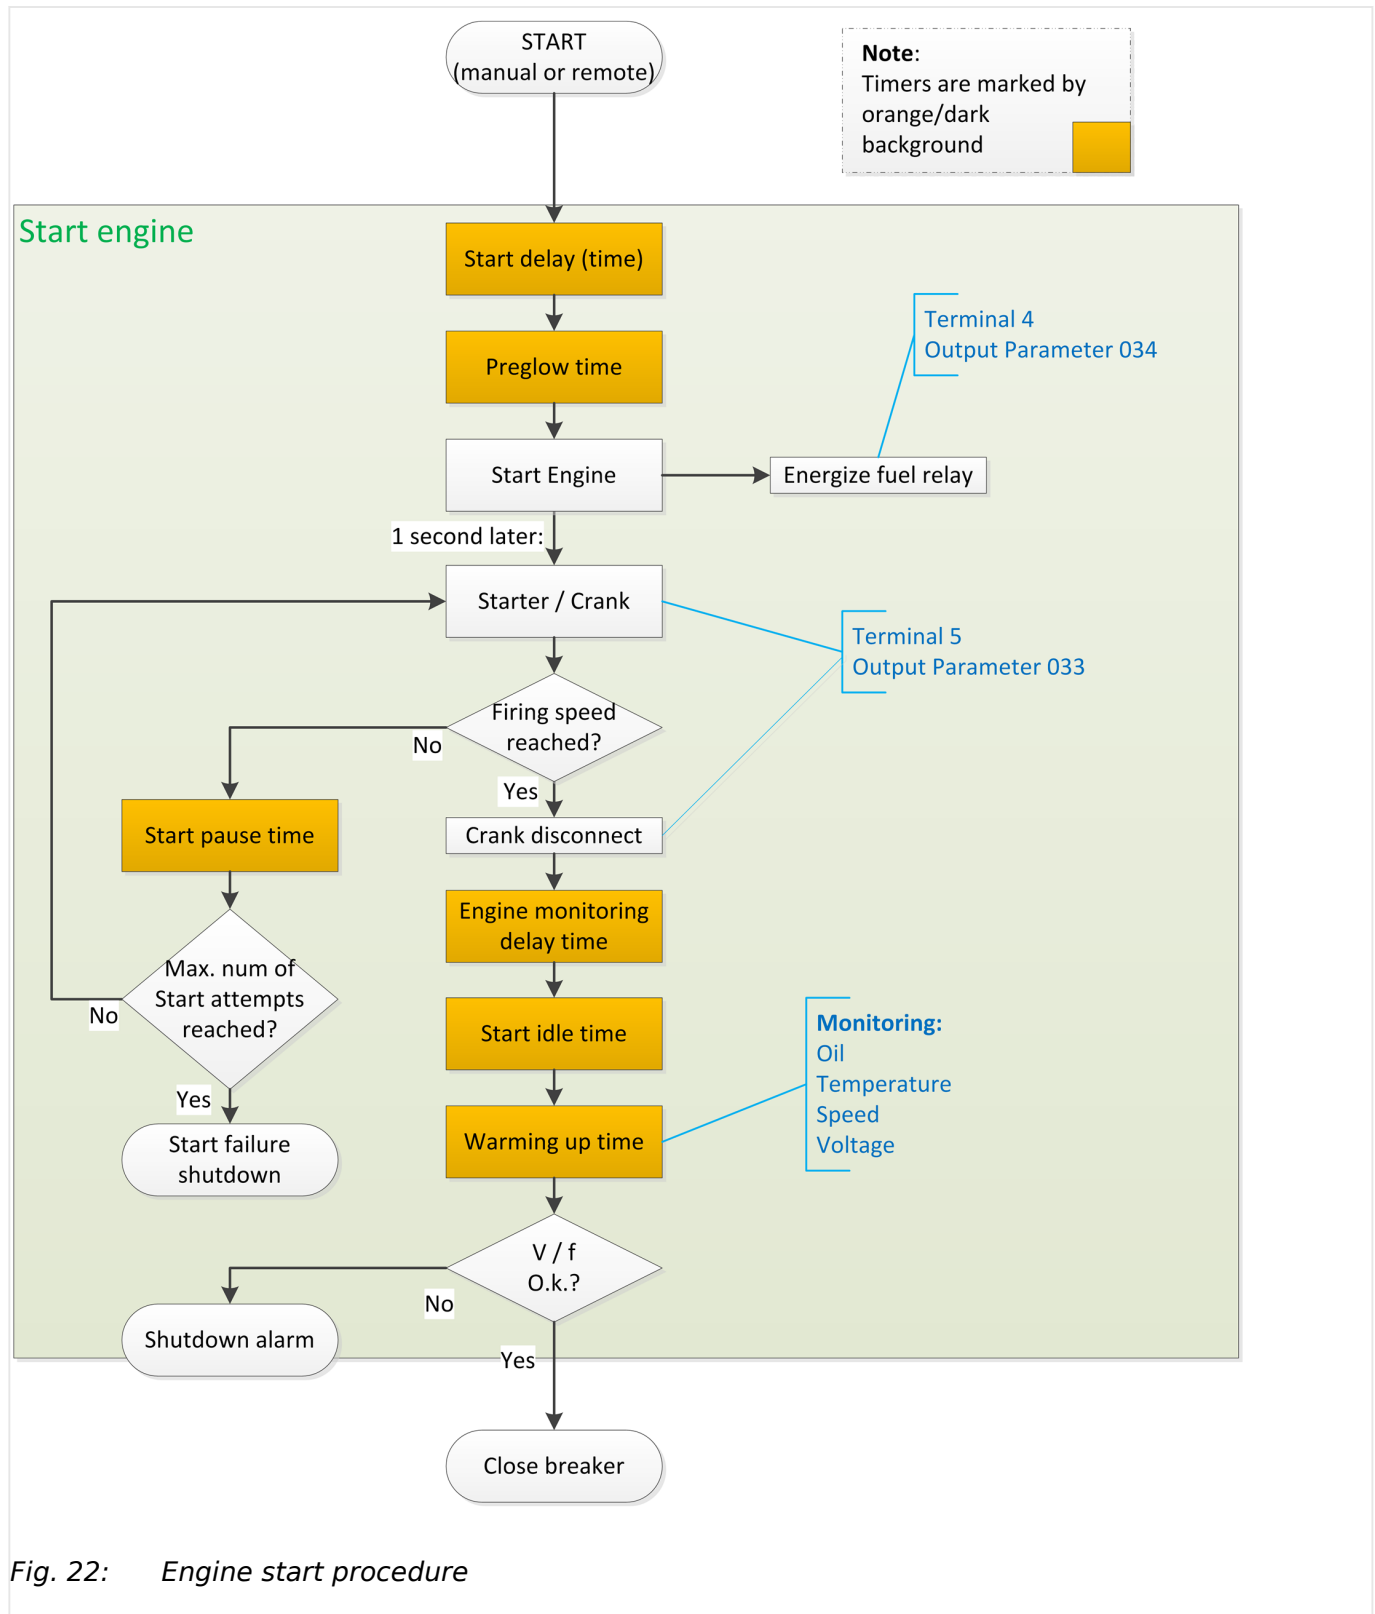 START
(manual or remote)
Note:
Timers are marked by
orange/dark
background
Start engine
Start delay (time)
Preglow time
Terminal 4
Output Parameter 034
Start Engine
Energize fuel relay
1 second later:
Starter / Crank
Terminal 5
Output Parameter 033
Firing speed
reached?
No
Yes
Start pause time
Crank disconnect
Engine monitoring
delay time
Max. num of
Start attempts
reached?
No
Yes
Start failure
shutdown
Start idle time
Monitoring:
Oil
Temperature
Speed
Voltage
Warming up time
V / f
O.k.?
No
Yes
Shutdown alarm
Close breaker
Fig. 22: Engine start procedure